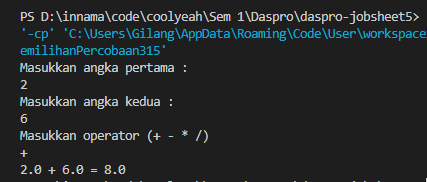 PS D:\innama\code\coolyeah\Sem 1\Daspro\daspro-jobsheet5>
'-cp' 'C:\Users\Gilang\AppData\Roaming\Code\User\workspace
emilihanPercobaan315'
Masukkan angka pertama :
2
Masukkan angka kedua :
6
Masukkan operator (+ - * /)
+
2.0 + 6.0 = 8.0